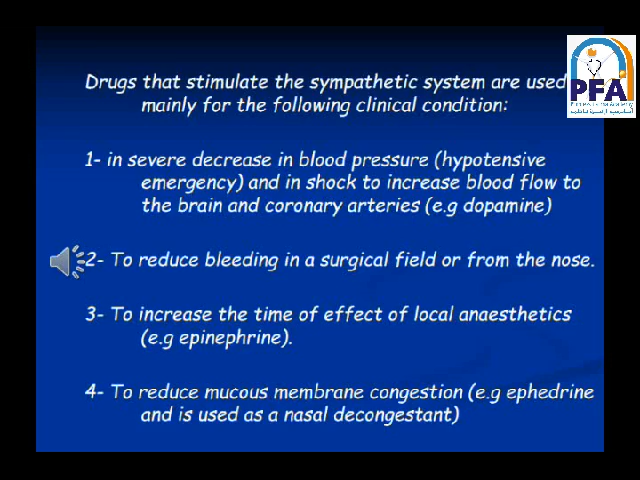 PFA
Drugs that stimulate the sympathetic system are used
mainly for the following clinical condition:
1- in severe decrease in blood pressure (hypotensive
emergency) and in shock to increase blood flow to
the brain and coronary arteries (e.g dopamine)
2- To reduce bleeding in a surgical field or from the nose.
3- To increase the time of effect of local anaesthetics
(e.g epinephrine).
4- To reduce mucous membrane congestion (e.g ephedrine
and is used as a nasal decongestant)